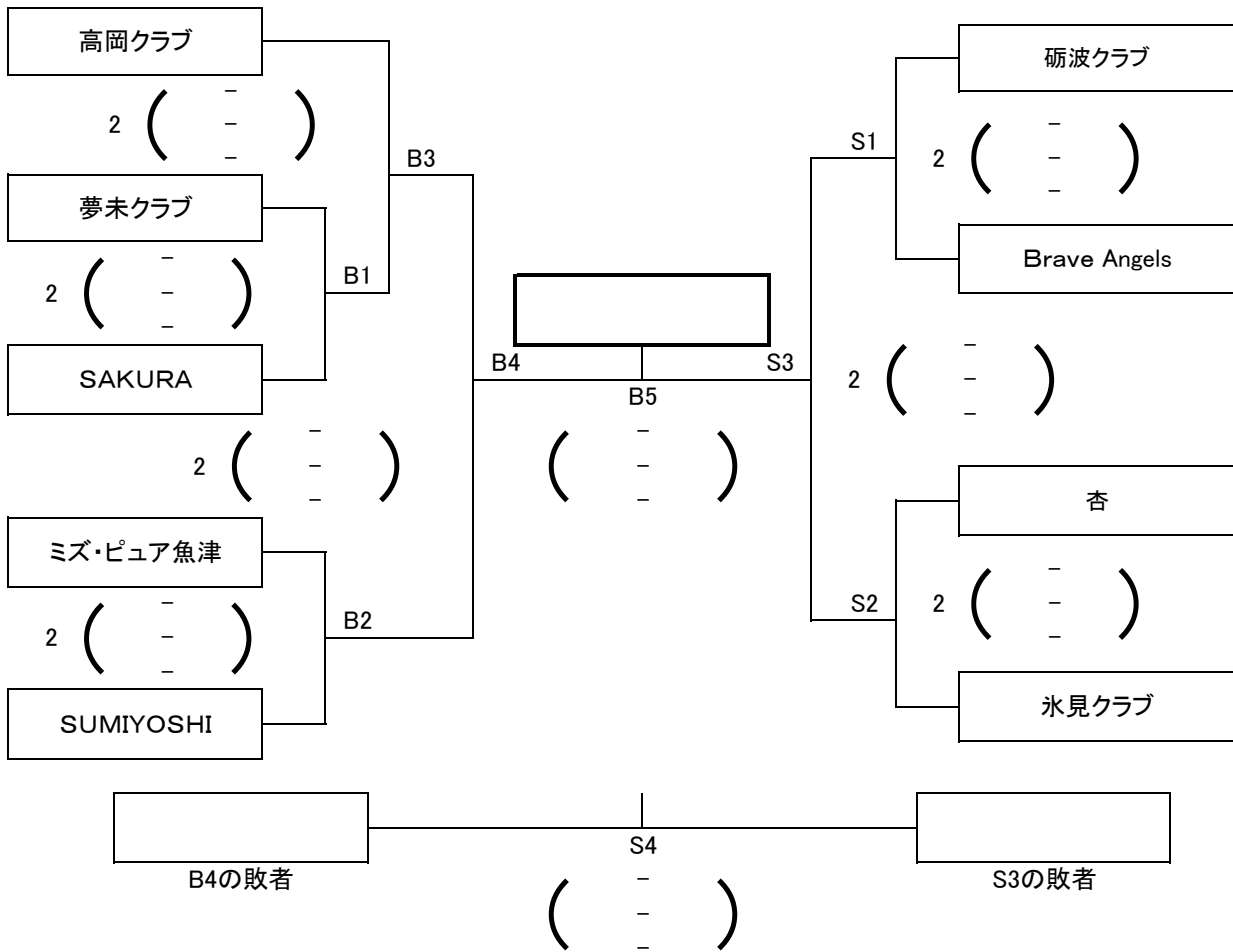 高岡クラブ
2 ( - - - )
B3
夢未クラブ
2 ( - - - )
B1
SAKURA
B4
2 ( - - - )
ミズ・ピュア魚津
2 ( - - - )
B2
SUMIYOSHI
B5
( - - - )
砺波クラブ
S1
2 ( - - - )
Brave Angels
S3
2 ( - - - )
杏
S2
2 ( - - - )
氷見クラブ
B4の敗者
S4
( - - - )
S3の敗者